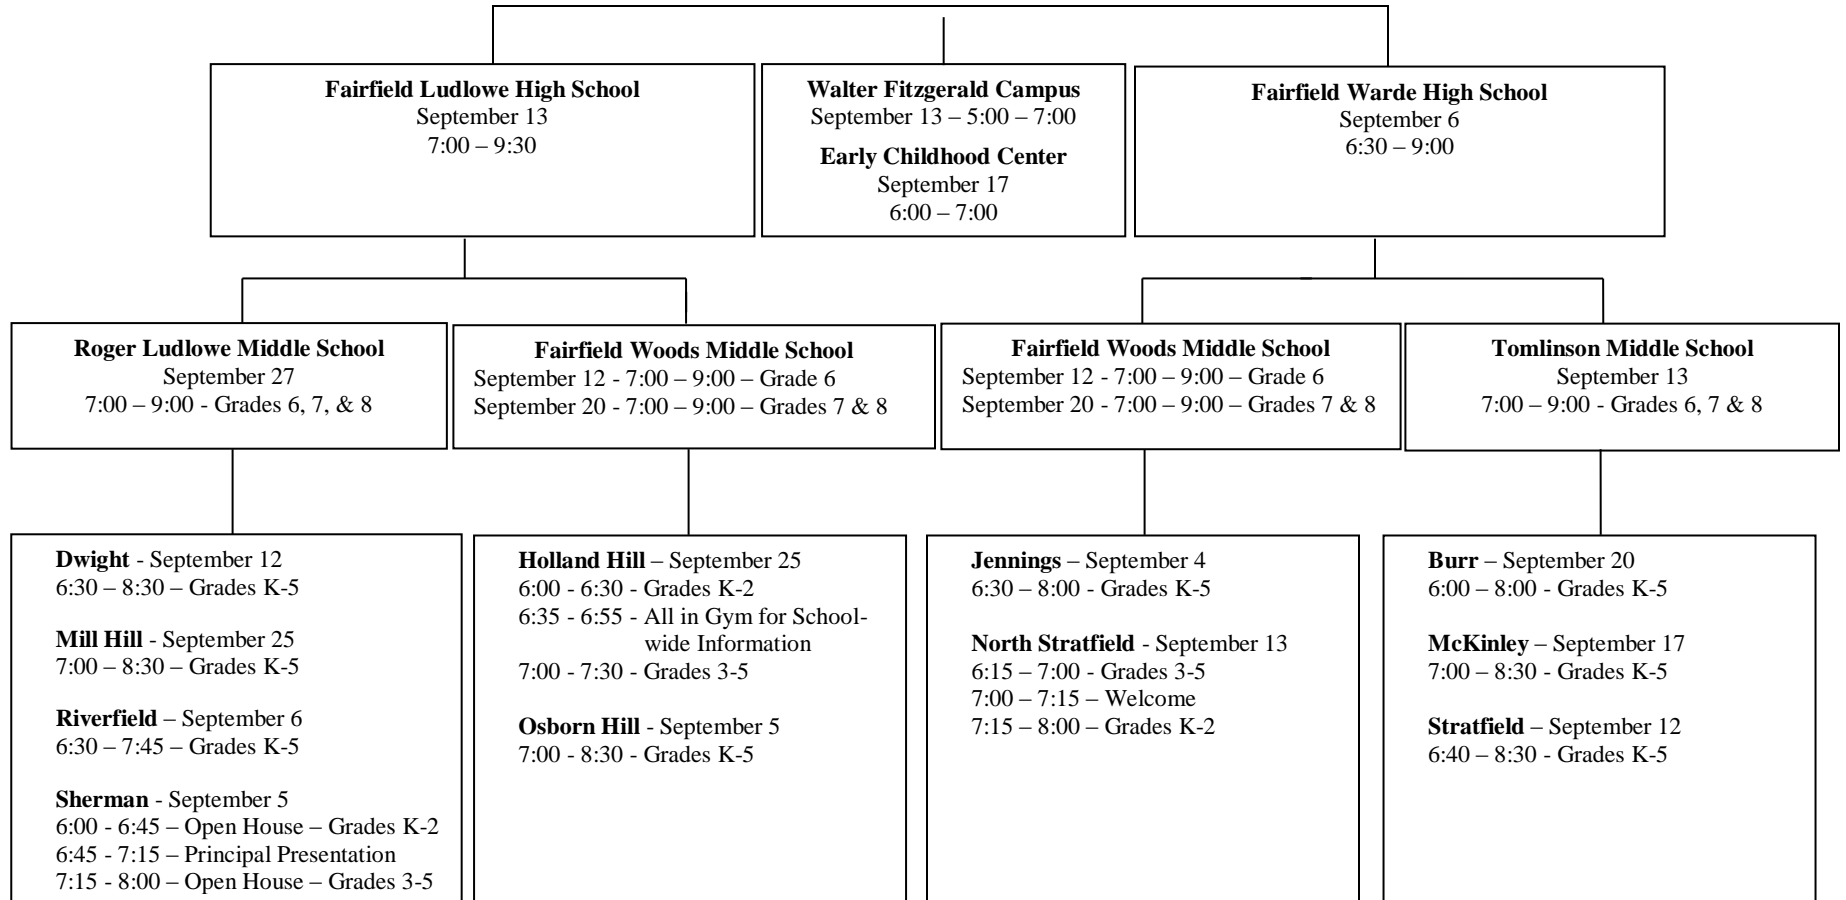 Fairfield Ludlowe High School
September 13
7:00 – 9:30
Walter Fitzgerald Campus
September 13 – 5:00 – 7:00
Early Childhood Center
September 17
6:00 – 7:00
Fairfield Warde High School
September 6
6:30 – 9:00
Roger Ludlowe Middle School
September 27
7:00 – 9:00 - Grades 6, 7, & 8
Fairfield Woods Middle School
September 12 - 7:00 – 9:00 – Grade 6
September 20 - 7:00 – 9:00 – Grades 7 & 8
Fairfield Woods Middle School
September 12 - 7:00 – 9:00 – Grade 6
September 20 - 7:00 – 9:00 – Grades 7 & 8
Tomlinson Middle School
September 13
7:00 – 9:00 - Grades 6, 7 & 8
Dwight - September 12
6:30 – 8:30 – Grades K-5
Mill Hill - September 25
7:00 – 8:30 – Grades K-5
Riverfield – September 6
6:30 – 7:45 – Grades K-5
Sherman - September 5
6:00 - 6:45 – Open House – Grades K-2
6:45 - 7:15 – Principal Presentation
7:15 - 8:00 – Open House – Grades 3-5
Holland Hill – September 25
6:00 - 6:30 - Grades K-2
6:35 - 6:55 - All in Gym for School-
wide Information
7:00 - 7:30 - Grades 3-5
Osborn Hill - September 5
7:00 - 8:30 - Grades K-5
Jennings – September 4
6:30 – 8:00 - Grades K-5
North Stratfield - September 13
6:15 – 7:00 - Grades 3-5
7:00 – 7:15 – Welcome
7:15 – 8:00 – Grades K-2
Burr – September 20
6:00 – 8:00 - Grades K-5
McKinley – September 17
7:00 – 8:30 - Grades K-5
Stratfield – September 12
6:40 – 8:30 - Grades K-5